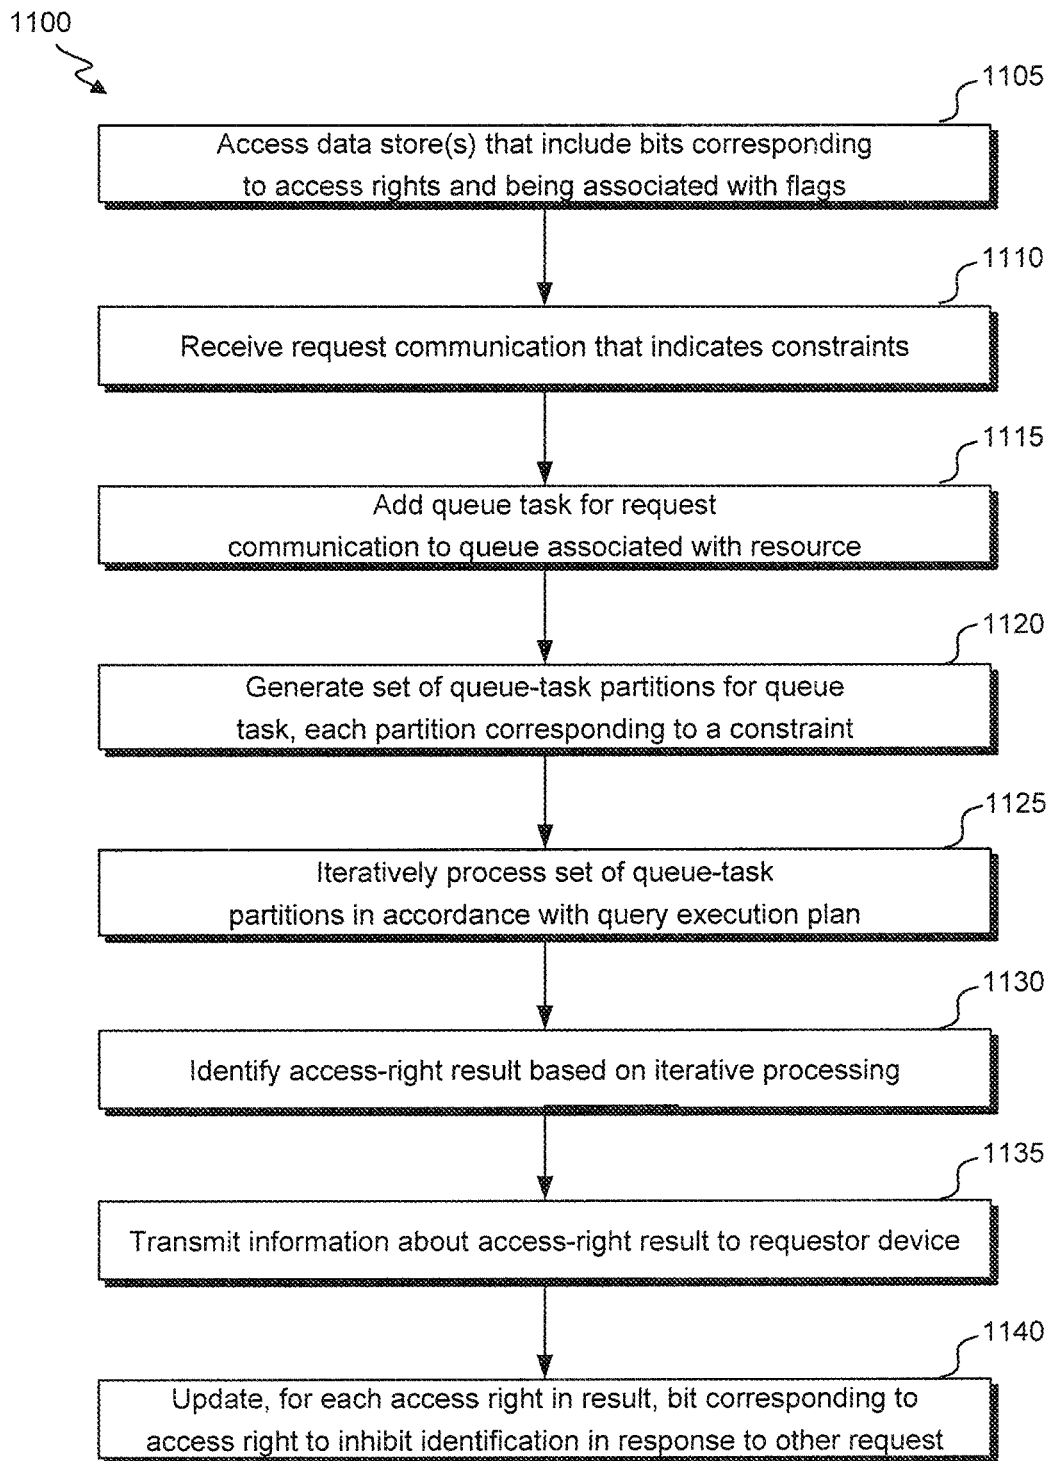 1100
1105
Access data store(s) that include bits corresponding
to access rights and being associated with flags
1110
Receive request communication that indicates constraints
1115
Add queue task for request
communication to queue associated with resource
1120
Generate set of queue-task partitions for queue
task, each partition corresponding to a constraint
1125
Iteratively process set of queue-task
partitions in accordance with query execution plan
1130
Identify access-right result based on iterative processing
1135
Transmit information about access-right result to requestor device
1140
Update, for each access right in result, bit corresponding to
access right to inhibit identification in response to other request